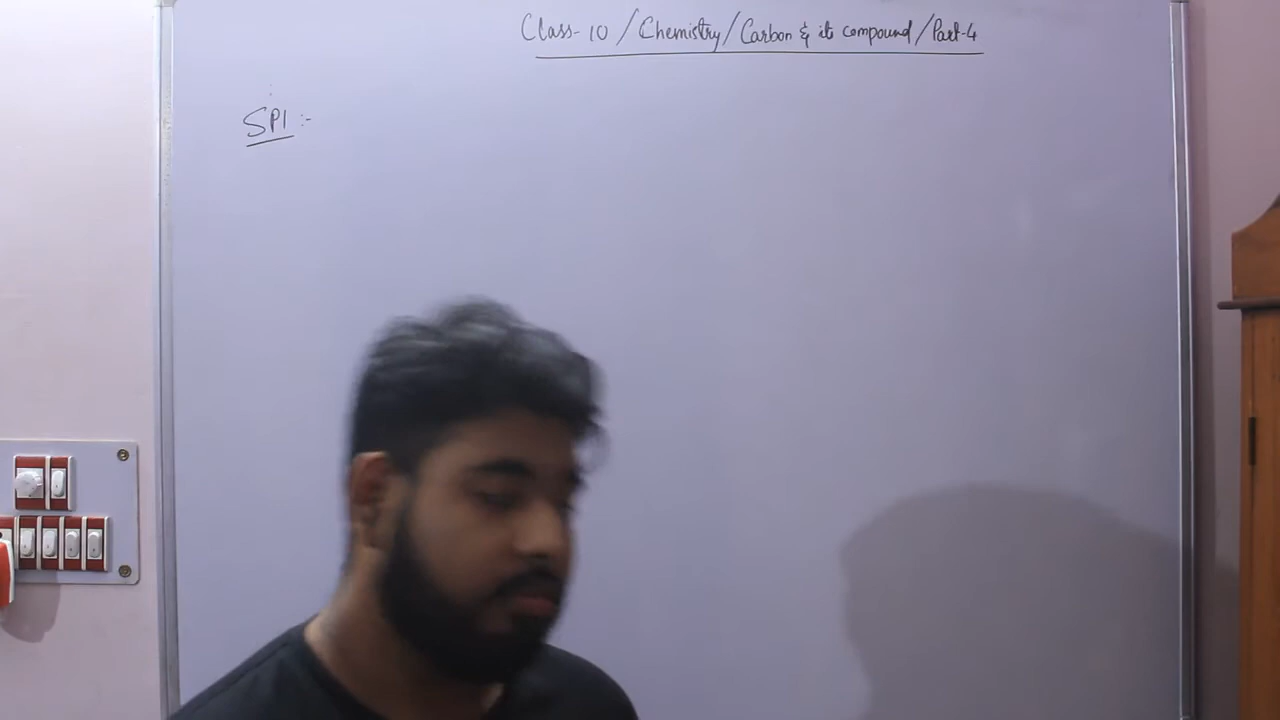 Class-10 / Chemistry / Carbon & its compound / Part-4
SP1 :-